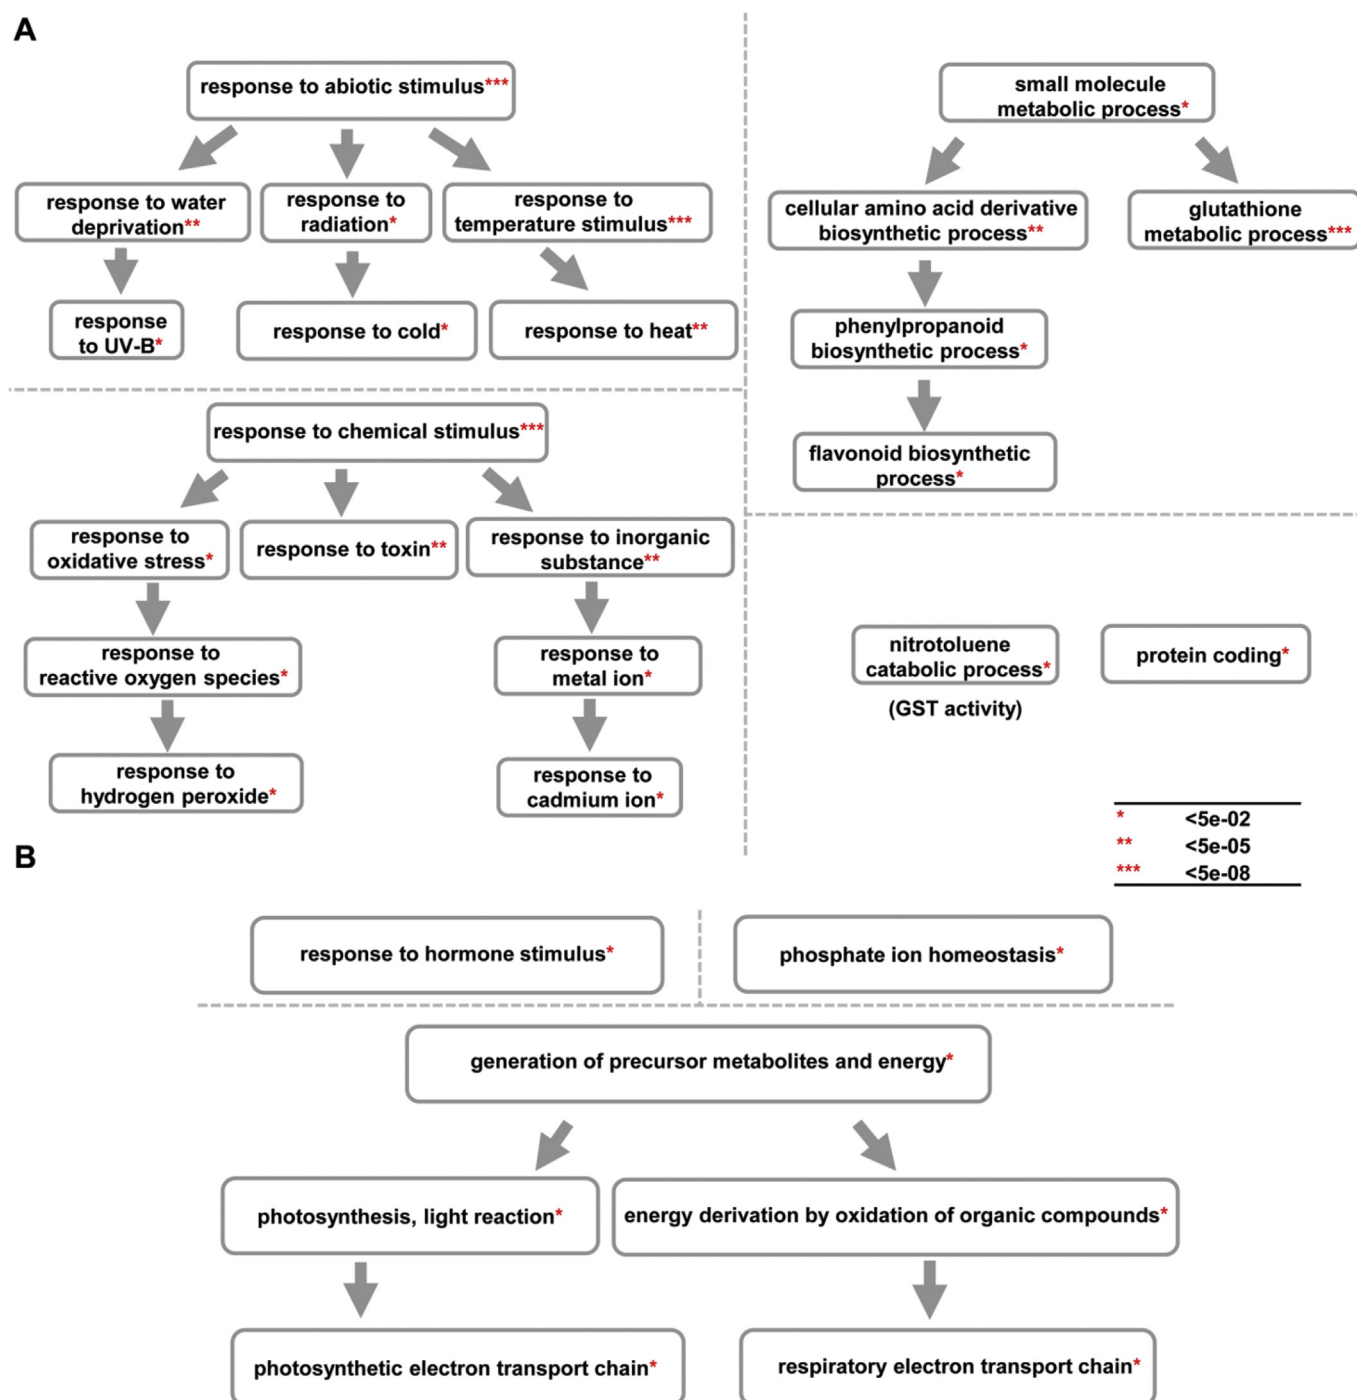 A
response to abiotic stimulus***
response to water
deprivation**
response to
radiation*
response to
temperature stimulus***
response
to UV-B*
response to cold*
response to heat**
response to chemical stimulus***
response to
oxidative stress*
response to toxin**
response to inorganic
substance**
response to
reactive oxygen species*
response to
metal ion*
response to
hydrogen peroxide*
response to
cadmium ion*
small molecule
metabolic process*
cellular amino acid derivative
biosynthetic process**
glutathione
metabolic process***
phenylpropanoid
biosynthetic process*
flavonoid biosynthetic
process*
nitrotoluene
catabolic process*
(GST activity)
protein coding*
* <5e-02
** <5e-05
*** <5e-08
B
response to hormone stimulus*
phosphate ion homeostasis*
generation of precursor metabolites and energy*
photosynthesis, light reaction*
energy derivation by oxidation of organic compounds*
photosynthetic electron transport chain*
respiratory electron transport chain*